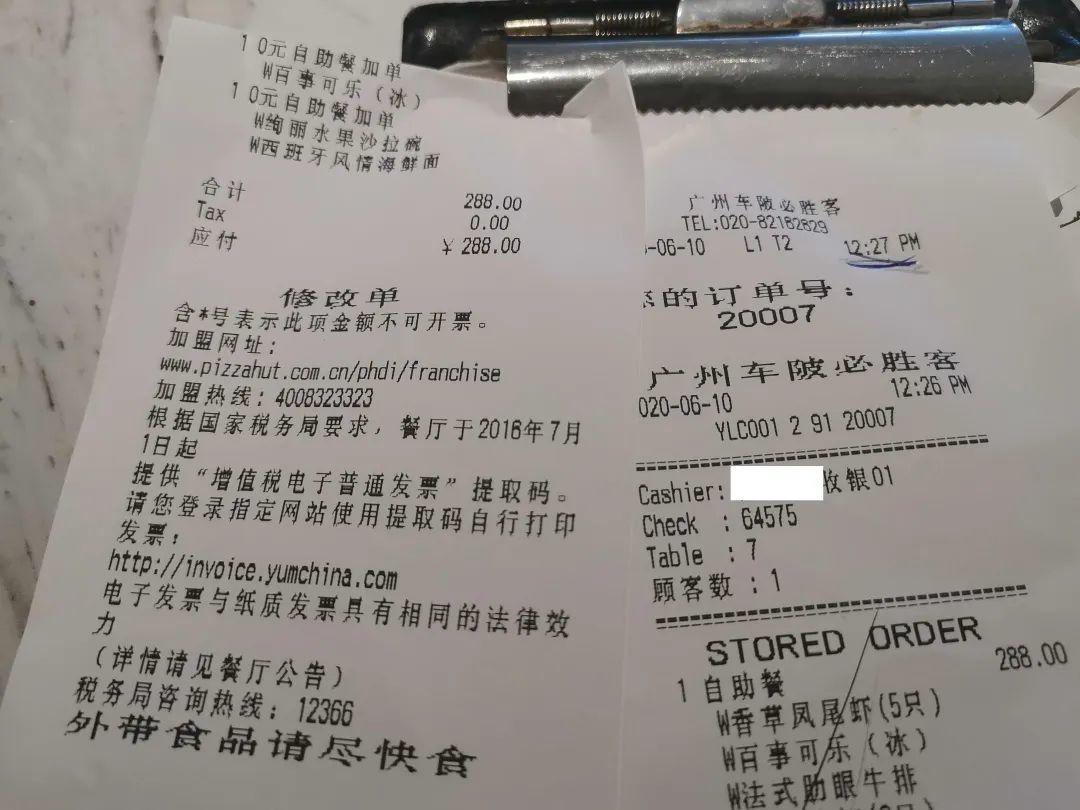 1 0元自助餐加单
W百事可乐（冰）
1 0元自助餐加单
W绚丽水果沙拉碗
W西班牙风情海鲜面
合计 288.00
Tax 0.00
应付 ￥288.00
修改单
含*号表示此项金额不可开票。
加盟网址：
www.pizzahut.com.cn/phdi/franchise
加盟热线：4008323323
根据国家税务局要求，餐厅于2016年7月
1日起
提供“增值税电子普通发票”提取码。
请您登录指定网站使用提取码自行打印
发票：
http://invoice.yumchina.com
电子发票与纸质发票具有相同的法律效
力
（详情请见餐厅公告）
税务局咨询热线：12366
外带食品请尽快食
广州车陂必胜客
TEL:020-82182829
-06-10 L1 T2 12:27 PM
的订单号：
20007
广州车陂必胜客
020-06-10 12:26 PM
YLC001 2 91 20007
Cashier: 收银01
Check : 64575
Table : 7
顾客数 : 1
STORED ORDER
1 自助餐 288.00
W香草凤尾虾(5只)
W百事可乐（冰）
W法式肋眼牛排